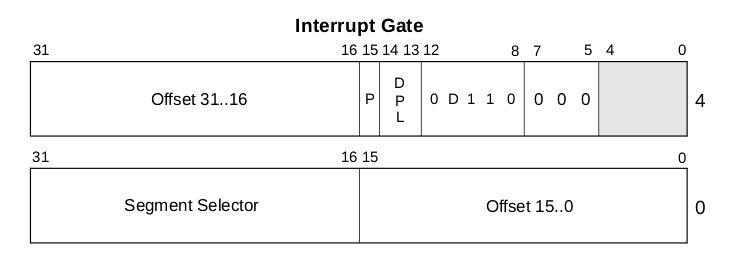 Interrupt Gate
31 16 15 14 13 12 8 7 5 4 0
Offset 31..16 P D P L 0 D 1 1 0 0 0 0 4
31 16 15 0
Segment Selector Offset 15..0 0